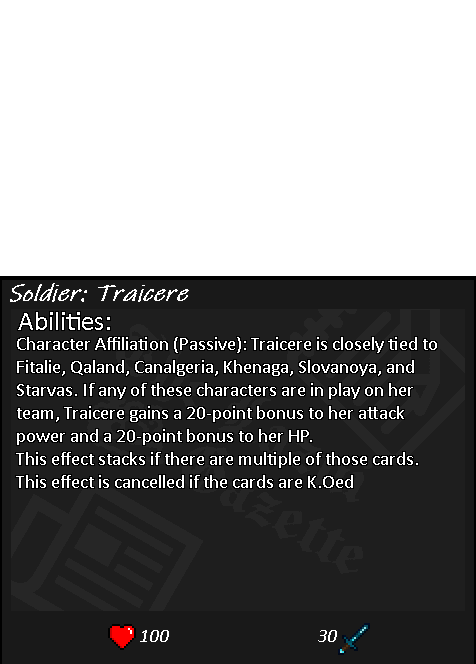 Soldier: Traicere
Abilities:
Character Affiliation (Passive): Traicere is closely tied to
Fitalie, Qaland, Canalgeria, Khenaga, Slovanoya, and
Starvas. If any of these characters are in play on her
team, Traicere gains a 20-point bonus to her attack
power and a 20-point bonus to her HP.
This effect stacks if there are multiple of those cards.
This effect is cancelled if the cards are K.Oed
azette
100
30